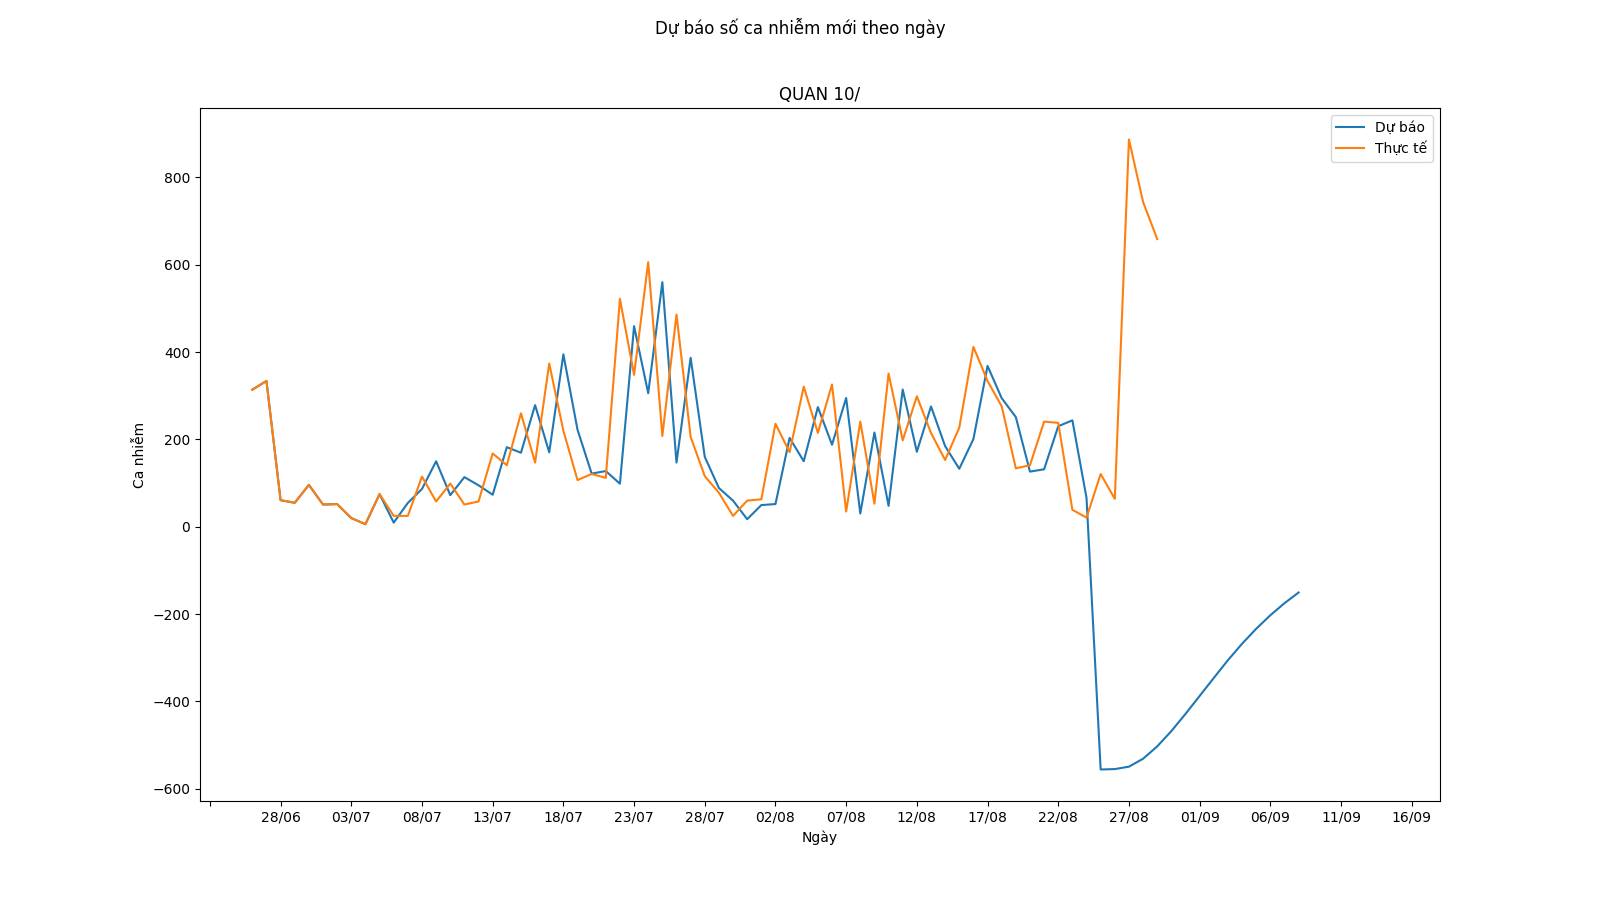 Dự báo số ca nhiễm mới theo ngày
QUAN 10/
Dự báo
Thực tế
800
600
400
200
0
−200
−400
−600
Ca nhiễm
28/06 03/07 08/07 13/07 18/07 23/07 28/07 02/08 07/08 12/08 17/08 22/08 27/08 01/09 06/09 11/09 16/09
Ngày